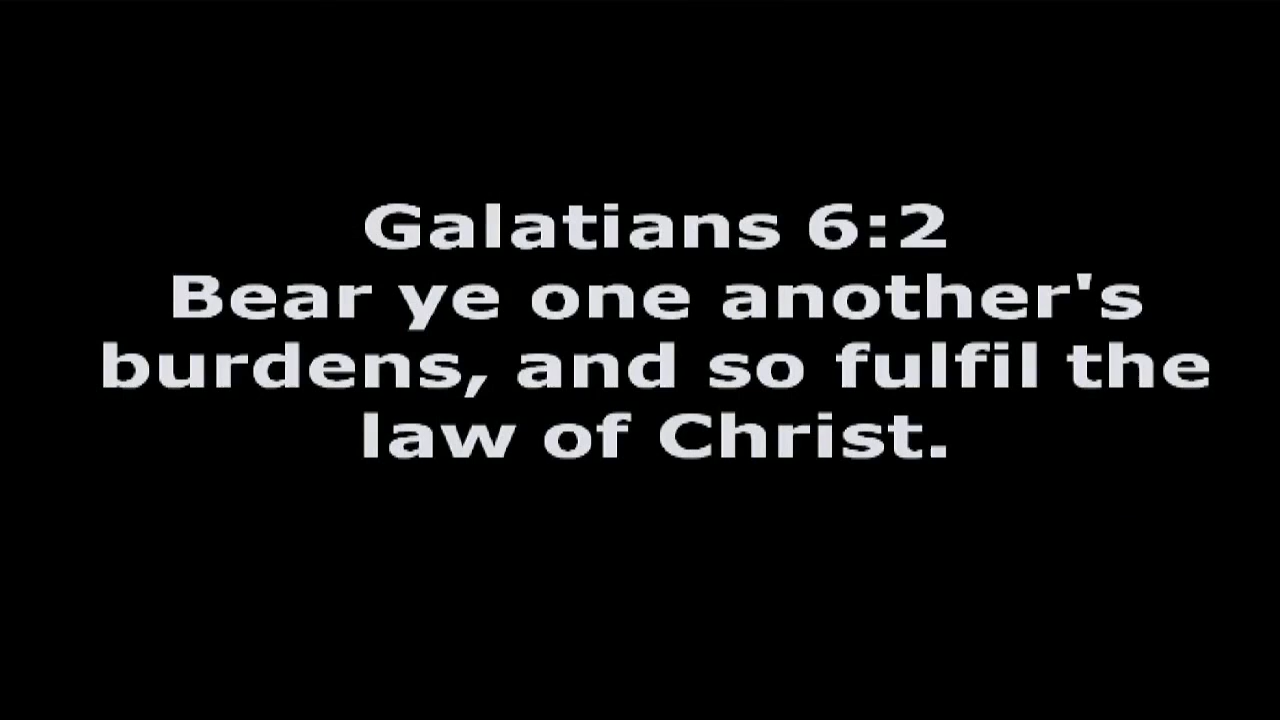 Galatians 6:2
Bear ye one another's
burdens, and so fulfil the
law of Christ.